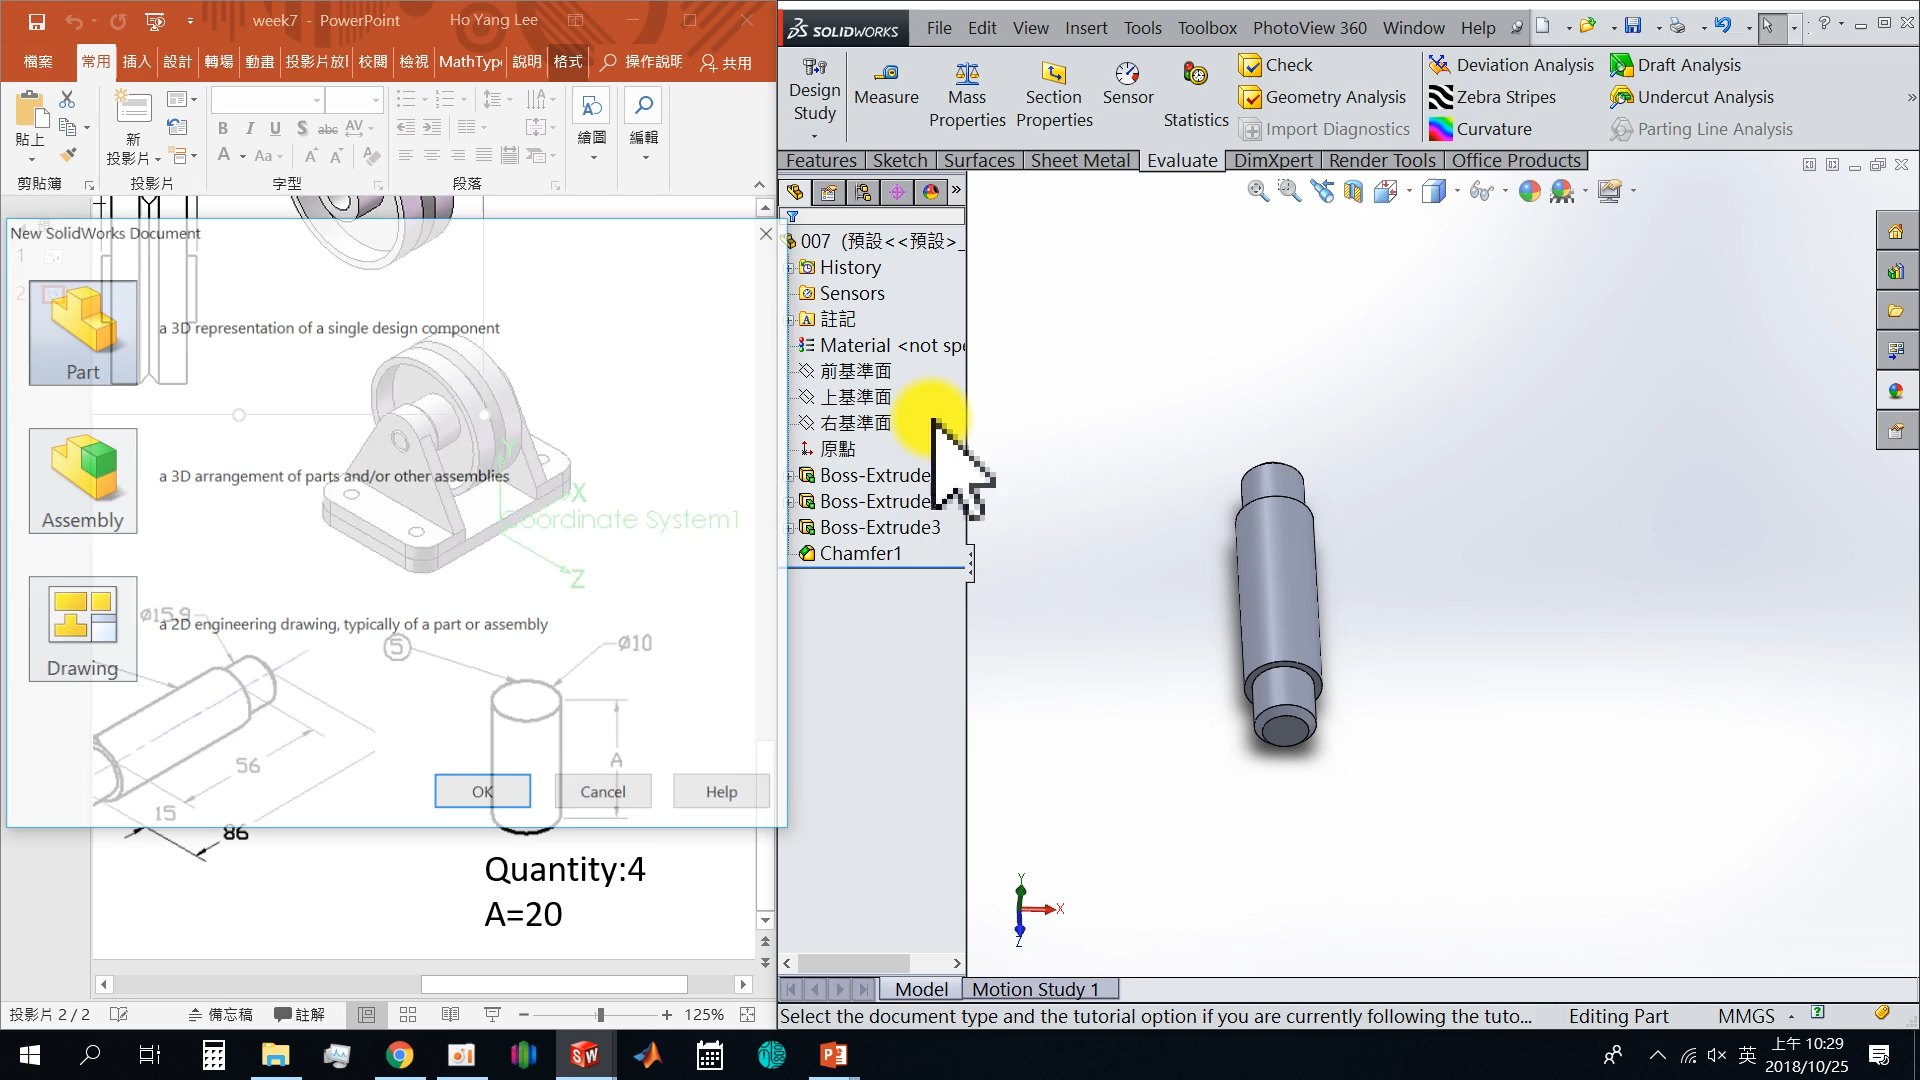 week7 - PowerPoint
Ho Yang Lee
檔案 常用 插入 設計 轉場 動畫 投影片放 校閱 檢視 MathType 說明 格式 操作說明 共用
貼上
新
投影片
繪圖
編輯
剪貼簿
投影片
字型
段落
New SolidWorks Document
1
2
Part
a 3D representation of a single design component
Assembly
a 3D arrangement of parts and/or other assemblies
Drawing
a 2D engineering drawing, typically of a part or assembly
OK
Cancel
Help
Y
X
Coordinate System1
Z
ø15.9
5
ø10
56
15
86
A
Quantity:4
A=20
投影片 2 / 2
備忘稿
註解
125%
SOLIDWORKS
File Edit View Insert Tools Toolbox PhotoView 360 Window Help
Design
Study
Measure
Mass
Properties
Section
Properties
Sensor
Statistics
Check
Geometry Analysis
Import Diagnostics
Deviation Analysis
Zebra Stripes
Curvature
Draft Analysis
Undercut Analysis
Parting Line Analysis
Features Sketch Surfaces Sheet Metal Evaluate DimXpert Render Tools Office Products
007 (預設<<預設>_
History
Sensors
註記
Material <not spe
前基準面
上基準面
右基準面
原點
Boss-Extrude
Boss-Extrude
Boss-Extrude3
Chamfer1
Y
X
Z
Model
Motion Study 1
Select the document type and the tutorial option if you are currently following the tuto...
Editing Part
MMGS
英
上午 10:29
2018/10/25